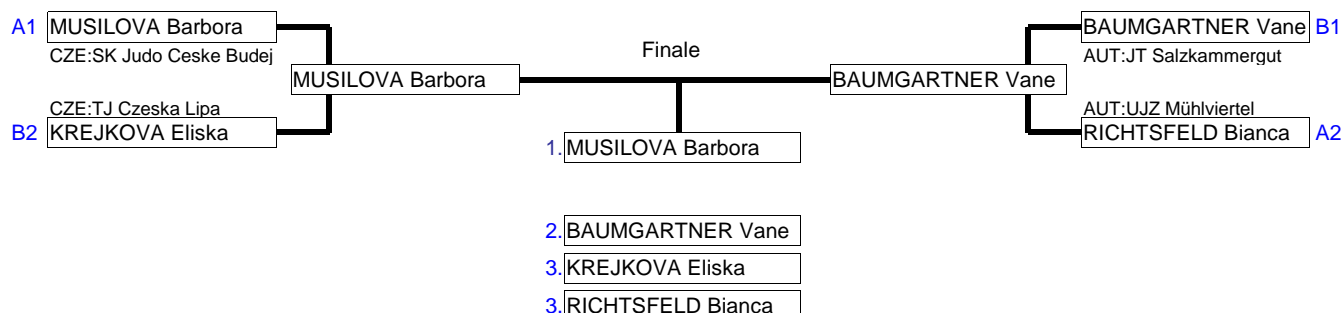 A1 MUSILOVA Barbora
CZE:SK Judo Ceske Budej
MUSILOVA Barbora
CZE:TJ Czeska Lipa
B2 KREJKOVA Eliska
Finale
BAUMGARTNER Vane B1
AUT:JT Salzkammergut
BAUMGARTNER Vane
AUT:UJZ Mühlviertel
RICHTSFELD Bianca A2
1. MUSILOVA Barbora
2. BAUMGARTNER Vane
3. KREJKOVA Eliska
3. RICHTSFELD Bianca